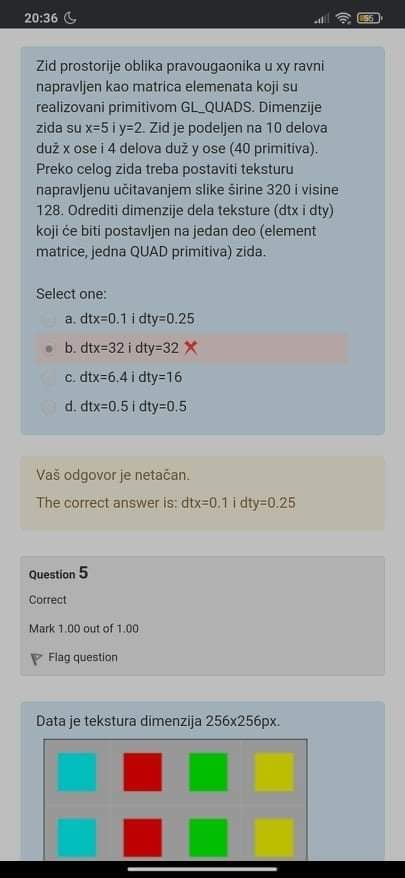 20:36
95
Zid prostorije oblika pravougaonika u xy ravni
napravljen kao matrica elemenata koji su
realizovani primitivom GL_QUADS. Dimenzije
zida su x=5 i y=2. Zid je podeljen na 10 delova
duž x ose i 4 delova duž y ose (40 primitiva).
Preko celog zida treba postaviti teksturu
napravljenu učitavanjem slike širine 320 i visine
128. Odrediti dimenzije dela teksture (dtx i dty)
koji će biti postavljen na jedan deo (element
matrice, jedna QUAD primitiva) zida.
Select one:
a. dtx=0.1 i dty=0.25
b. dtx=32 i dty=32
c. dtx=6.4 i dty=16
d. dtx=0.5 i dty=0.5
Vaš odgovor je netačan.
The correct answer is: dtx=0.1 i dty=0.25
Question 5
Correct
Mark 1.00 out of 1.00
Flag question
Data je tekstura dimenzija 256x256px.